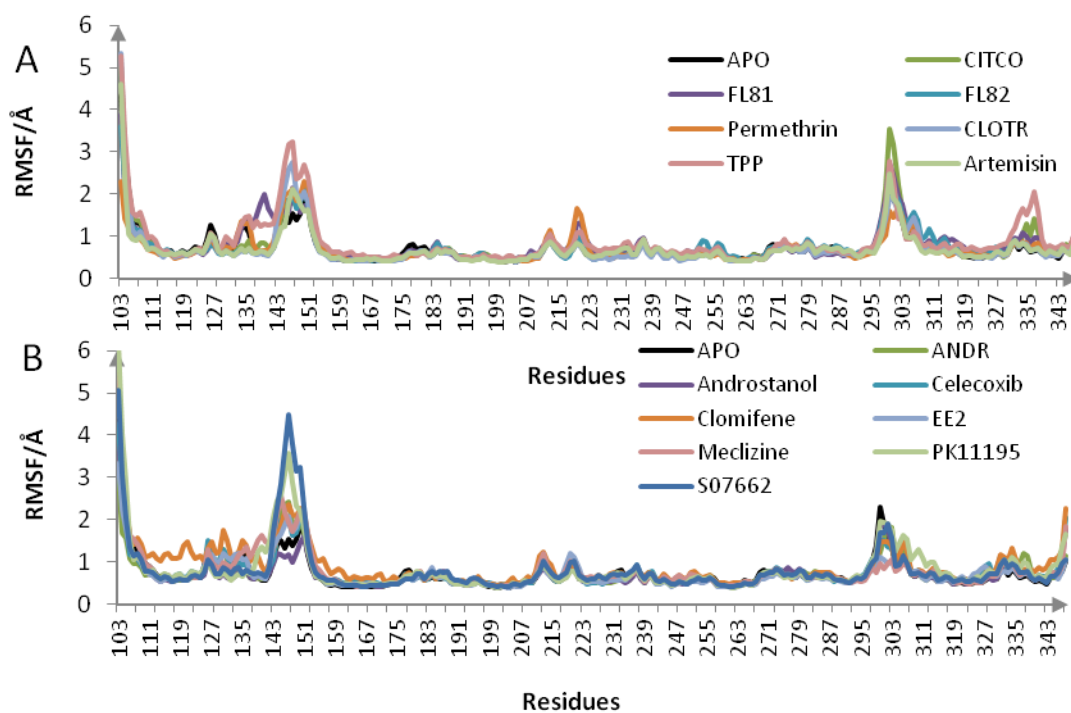 A
RMSF/Å
6
5
4
3
2
1
0
APO CITCO
FL81 FL82
Permethrin CLOTR
TPP Artemisin
103 111 119 127 135 143 151 159 167 175 183 191 199 207 215 223 231 239 247 255 263 271 279 287 295 303 311 319 327 335 343
Residues
B
RMSF/Å
6
5
4
3
2
1
0
APO ANDR
Androstanol Celecoxib
Clomifene EE2
Meclizine PK11195
S07662
103 111 119 127 135 143 151 159 167 175 183 191 199 207 215 223 231 239 247 255 263 271 279 287 295 303 311 319 327 335 343
Residues